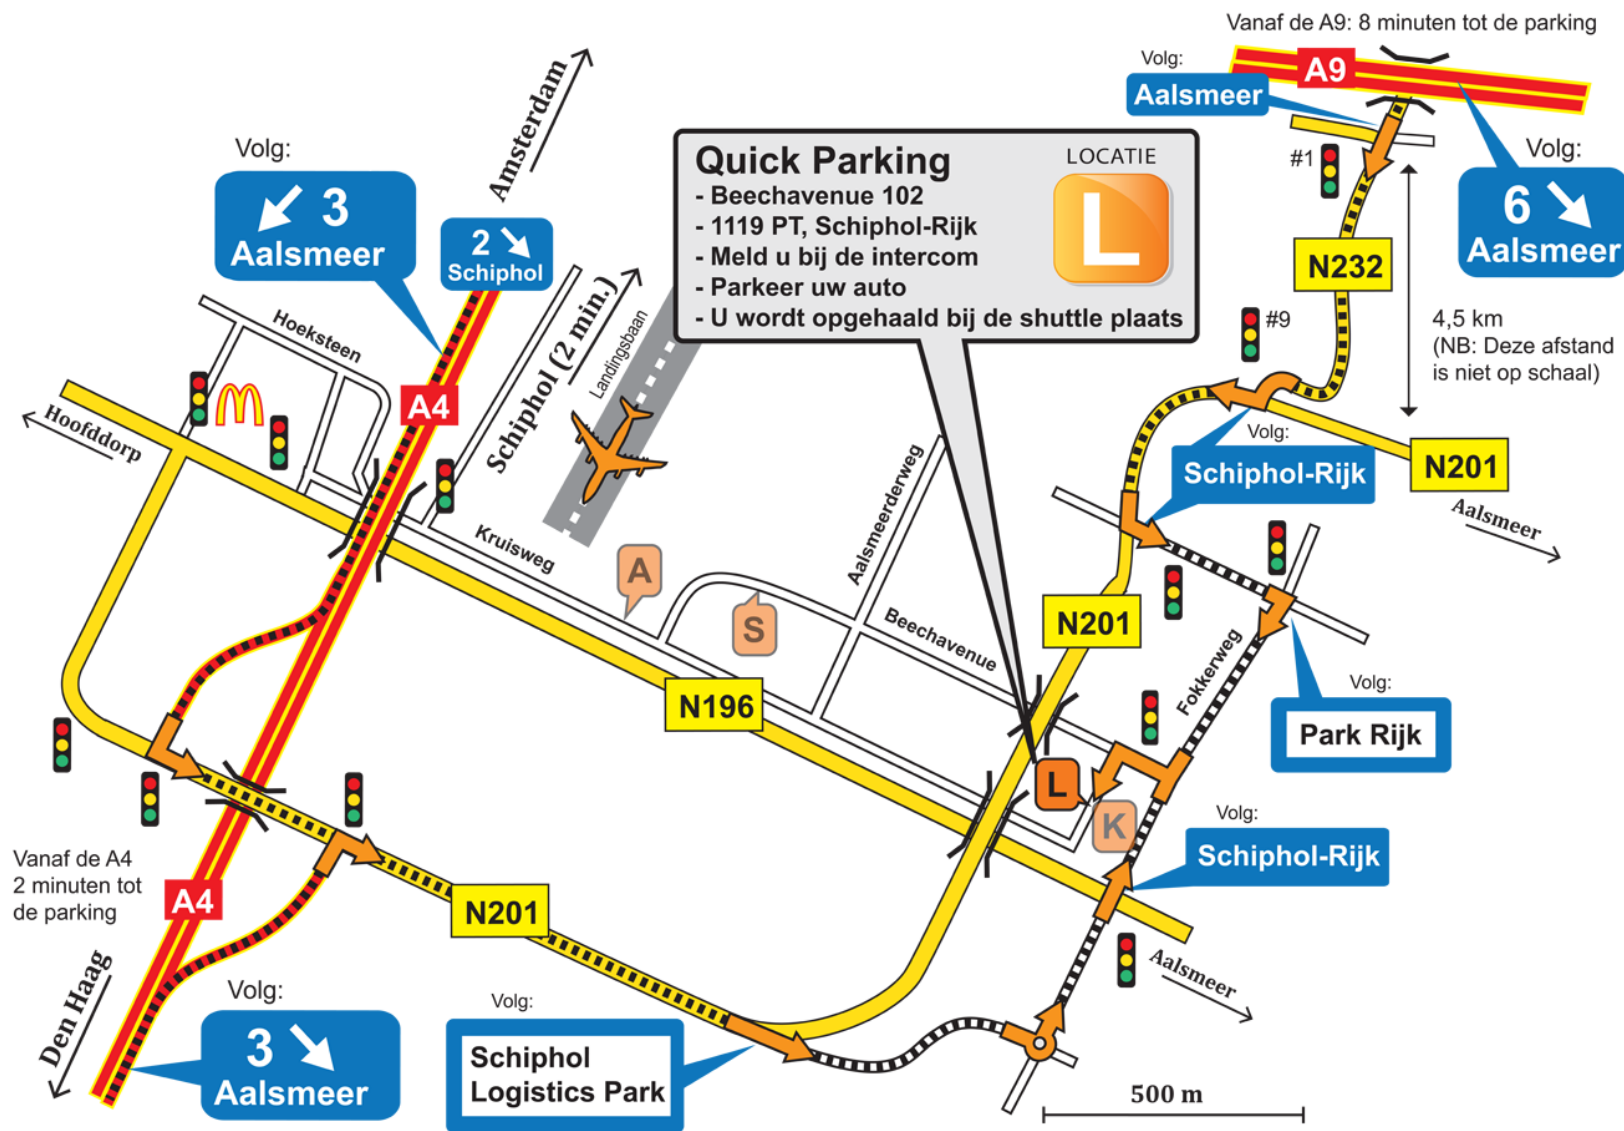 Vanaf de A9: 8 minuten tot de parking
Volg:
Aalsmeer
A9
Volg:
6
Aalsmeer
#1
N232
4,5 km
(NB: Deze afstand
is niet op schaal)
#9
Volg:
Schiphol-Rijk
N201
Aalsmeer
Amsterdam
Volg:
3
Aalsmeer
2
Schiphol
Quick Parking
- Beechavenue 102
- 1119 PT, Schiphol-Rijk
- Meld u bij de intercom
- Parkeer uw auto
- U wordt opgehaald bij de shuttle plaats
LOCATIE
L
Hoeksteen
Schiphol (2 min.)
Landingsbaan
A4
Hoofddorp
Kruisweg
A
S
Aalsmeerderweg
Beechavenue
N201
Fokkerweg
Volg:
Park Rijk
N196
L
K
Volg:
Schiphol-Rijk
Vanaf de A4
2 minuten tot
de parking
A4
N201
Aalsmeer
Den Haag
Volg:
3
Aalsmeer
Volg:
Schiphol
Logistics Park
500 m